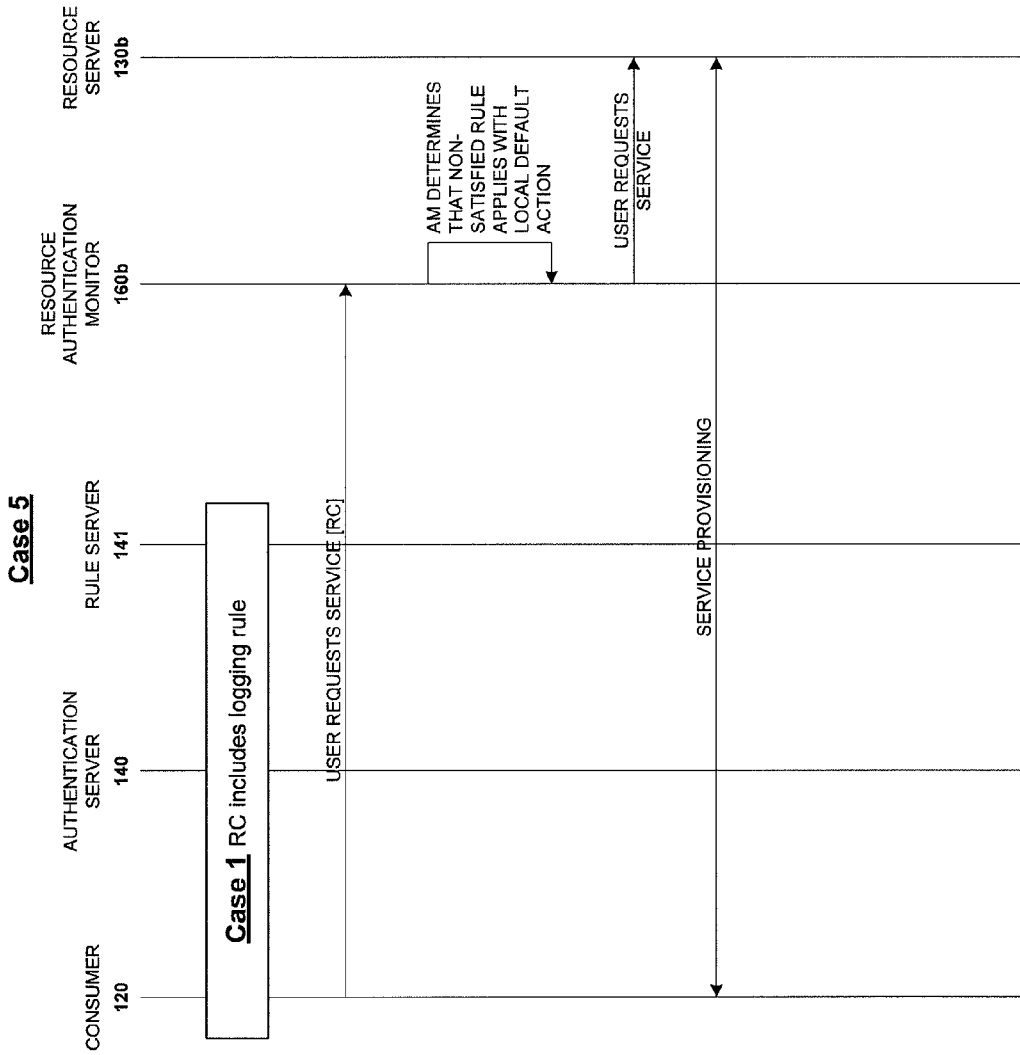 Case 5
CONSUMER
120
AUTHENTICATION
SERVER
140
RULE SERVER
141
RESOURCE
AUTHENTICATION
MONITOR
160b
RESOURCE
SERVER
130b
Case 1 RC includes logging rule
USER REQUESTS SERVICE [RC]
AM DETERMINES
THAT NON-
SATISFIED RULE
APPLIES WITH
LOCAL DEFAULT
ACTION
USER REQUESTS
SERVICE
SERVICE PROVISIONING